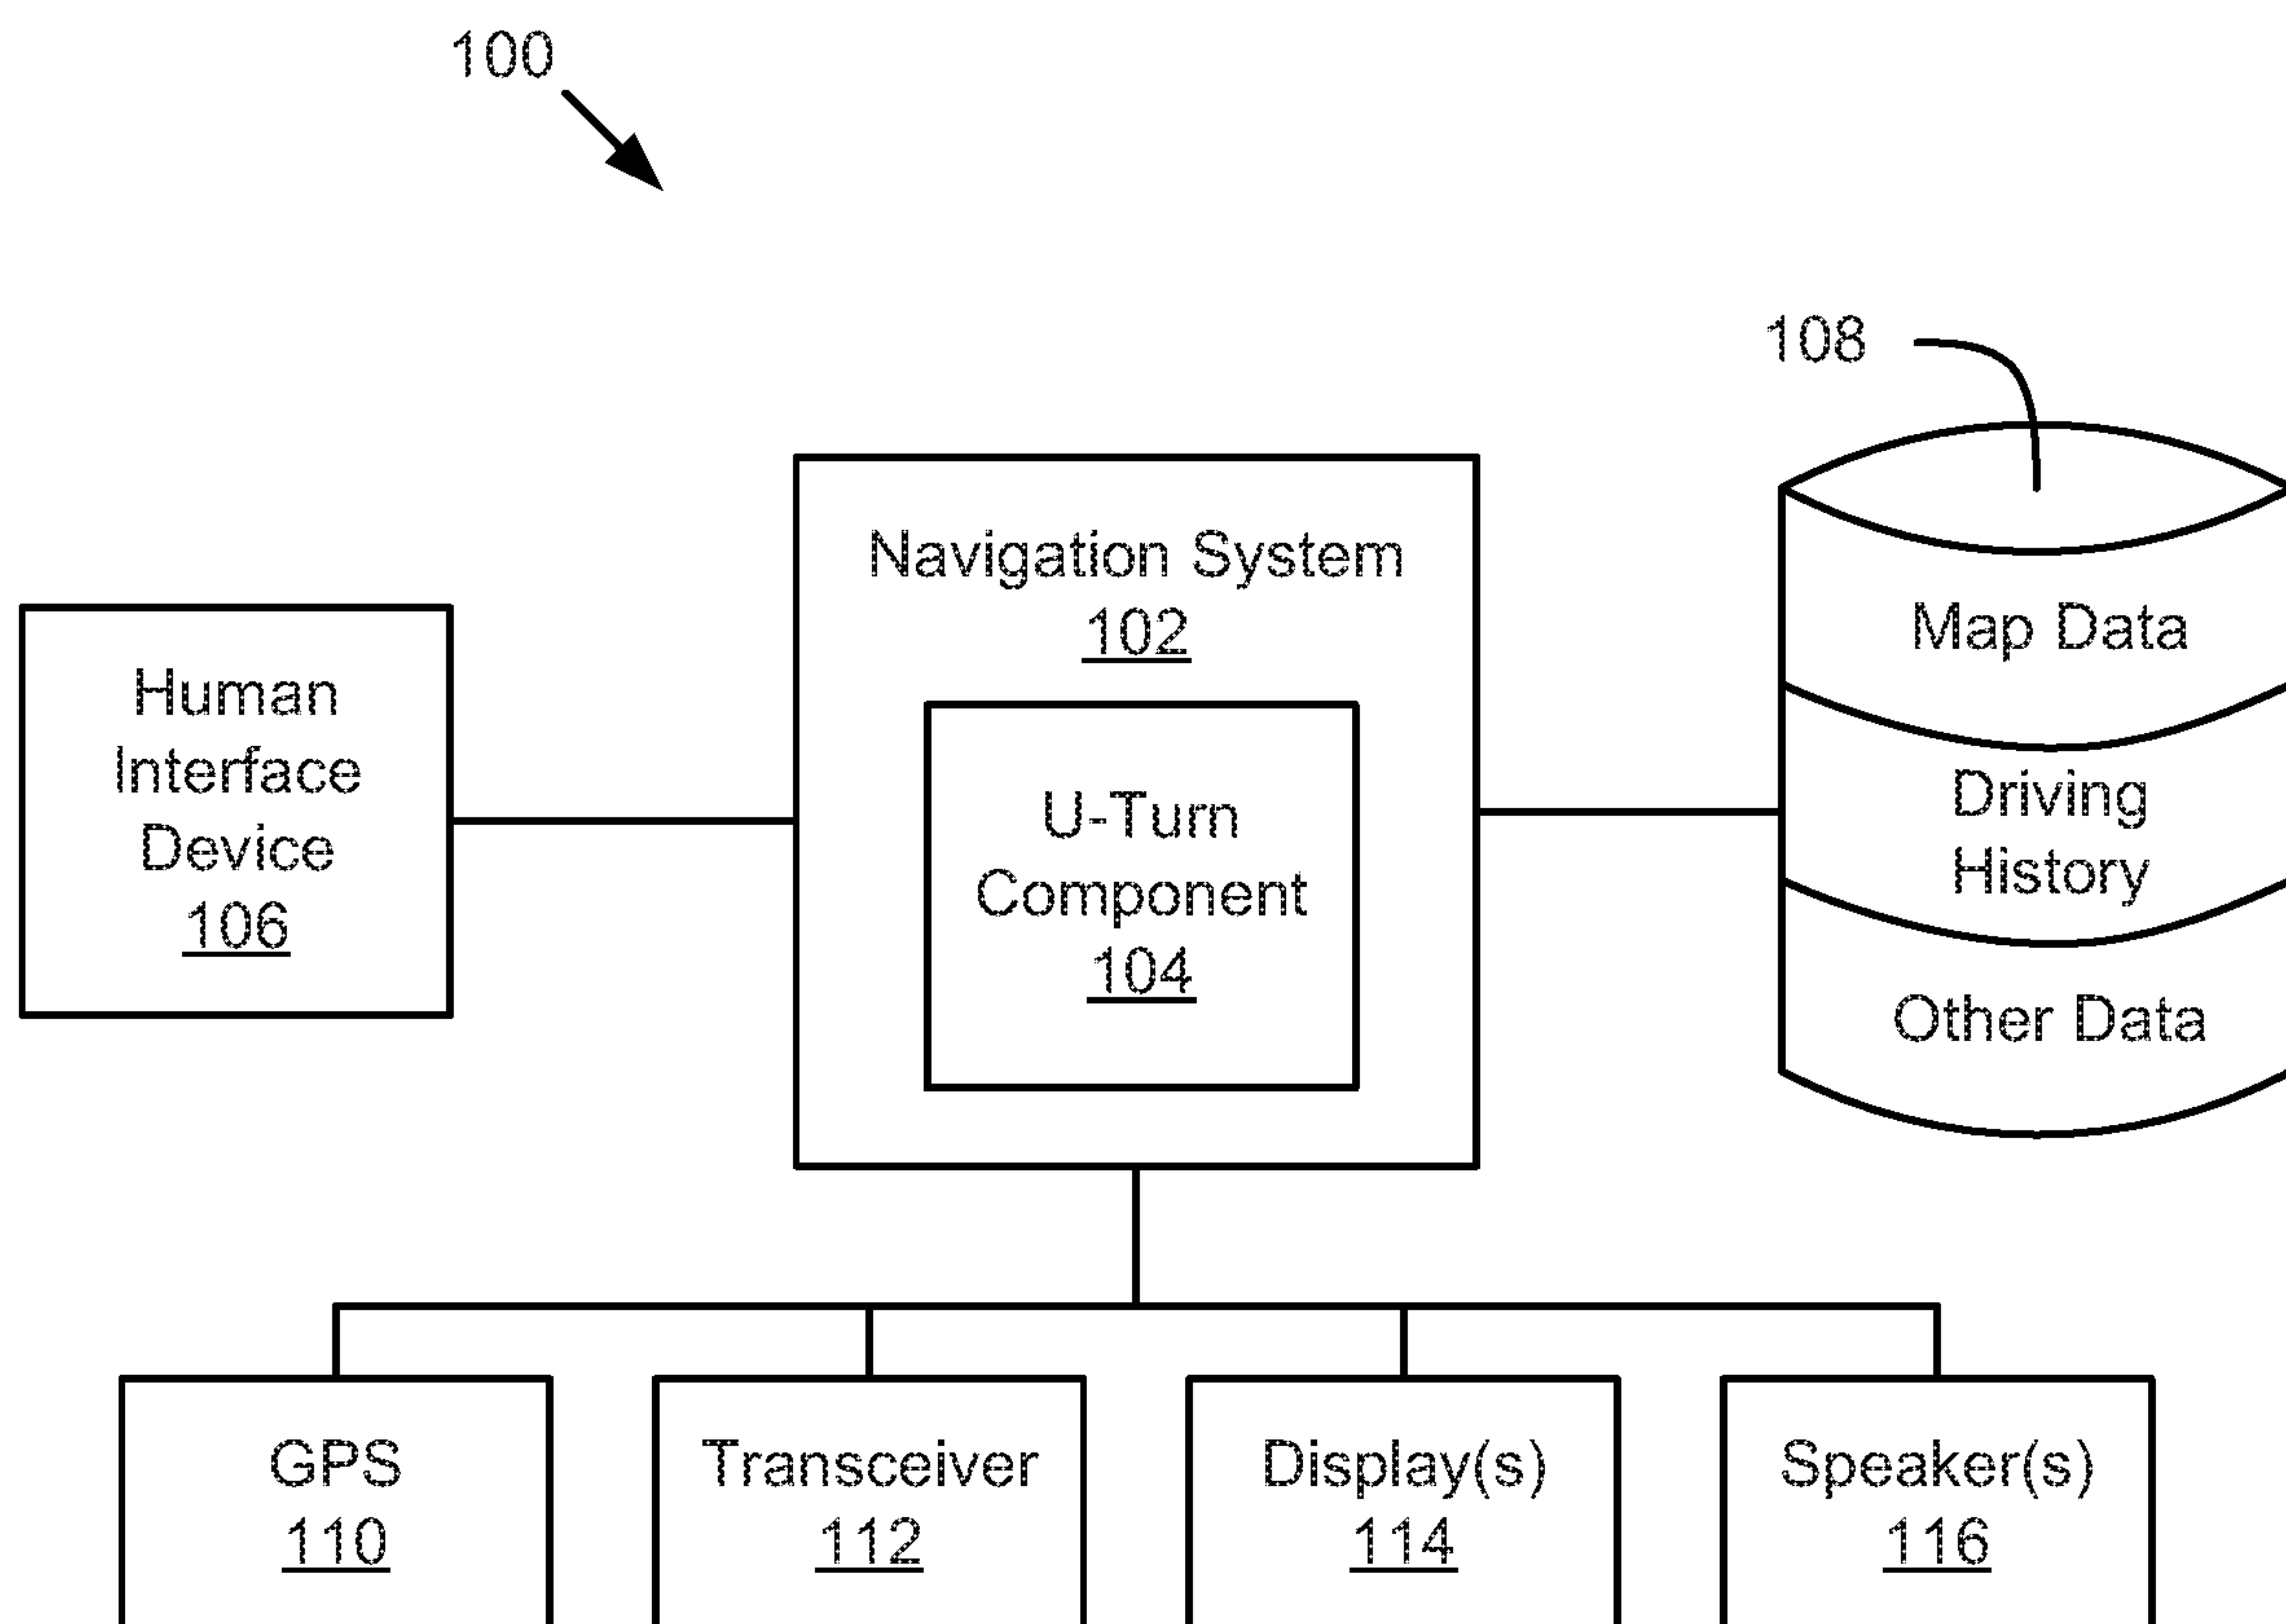 100
108
Navigation System
102
Human
Interface
Device
106
U-Turn
Component
104
Map Data
Driving
History
Other Data
GPS
110
Transceiver
112
Display(s)
114
Speaker(s)
116